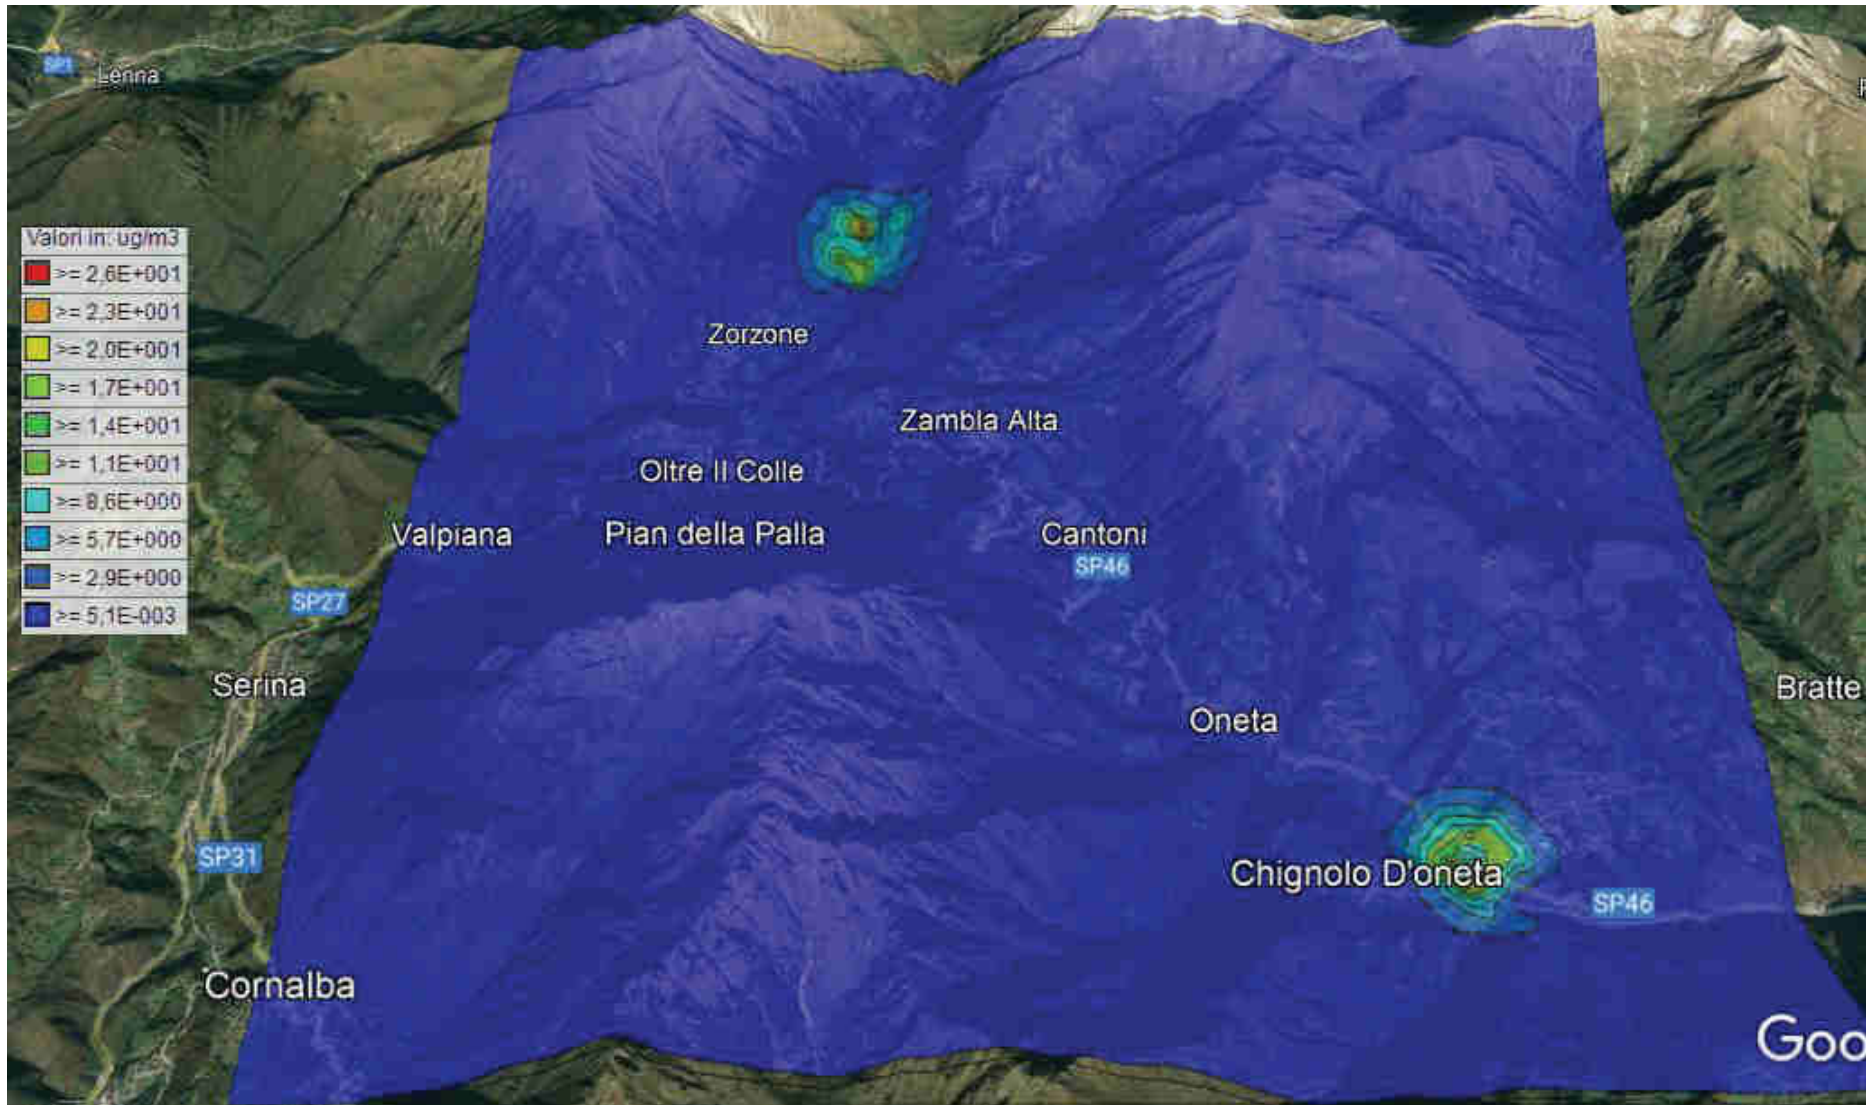 SP1
Lenna
Valori in: ug/m3
>= 2,6E+001
>= 2,3E+001
>= 2,0E+001
>= 1,7E+001
>= 1,4E+001
>= 1,1E+001
>= 8,6E+000
>= 5,7E+000
>= 2,9E+000
>= 5,1E-003
Zorzone
Zambla Alta
Oltre Il Colle
Valpiana
Pian della Palla
Cantoni
SP46
SP27
Serina
Bratte
Oneta
SP31
Chignolo D'oneta
SP46
Cornalba
Goo